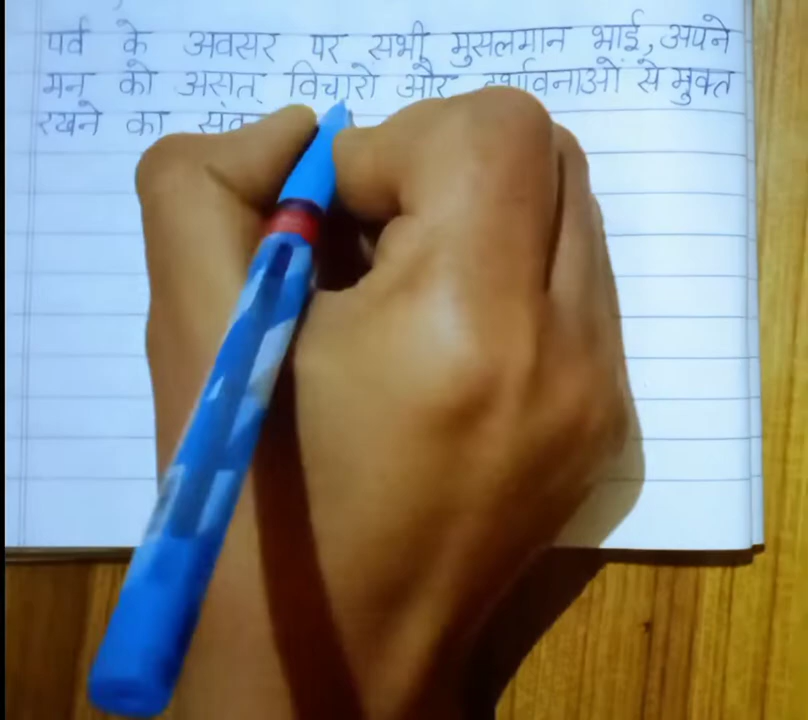 पर्व के अवसर पर सभी मुसलमान भाई, अपने
मन को असत् विचारो और से मुक्त
रखने का